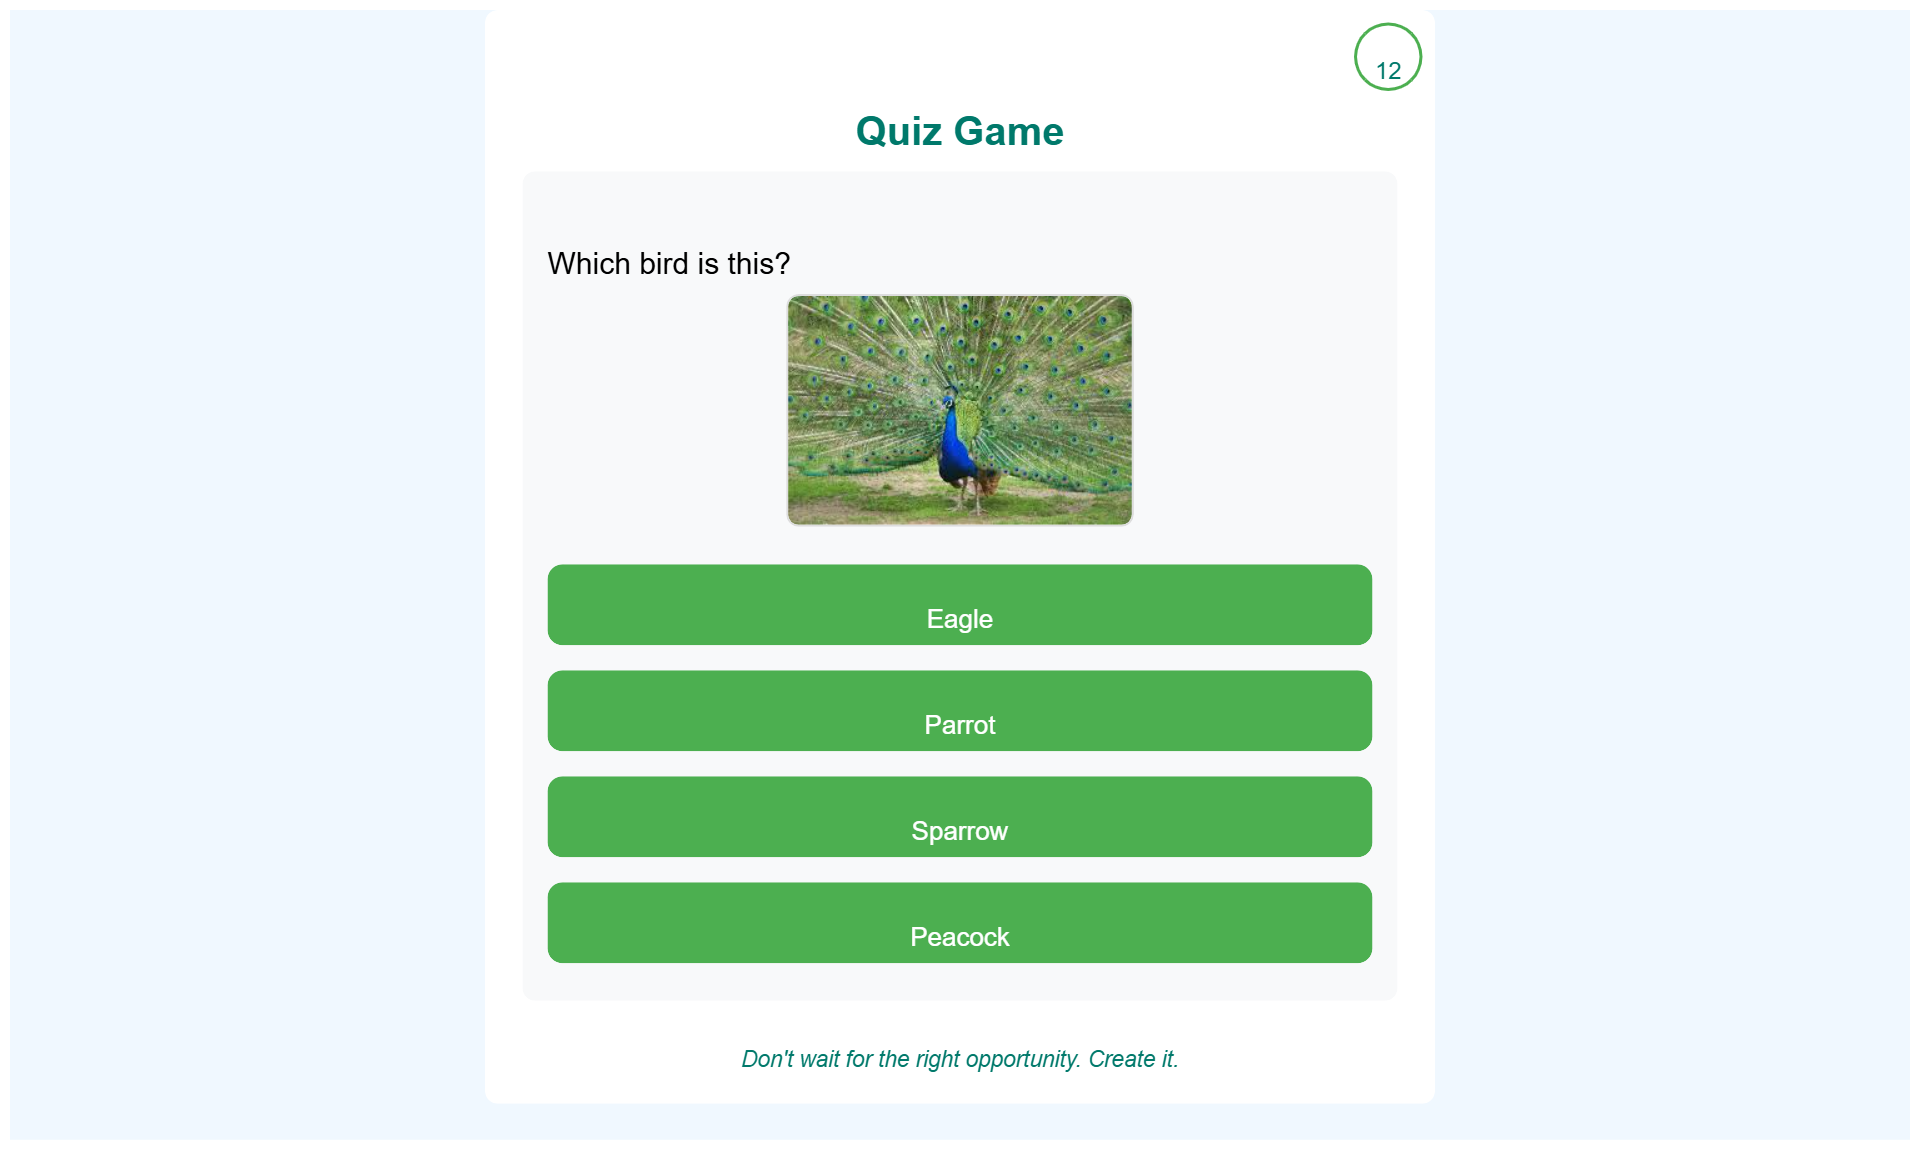 12
Quiz Game
Which bird is this?
Eagle
Parrot
Sparrow
Peacock
Don't wait for the right opportunity. Create it.